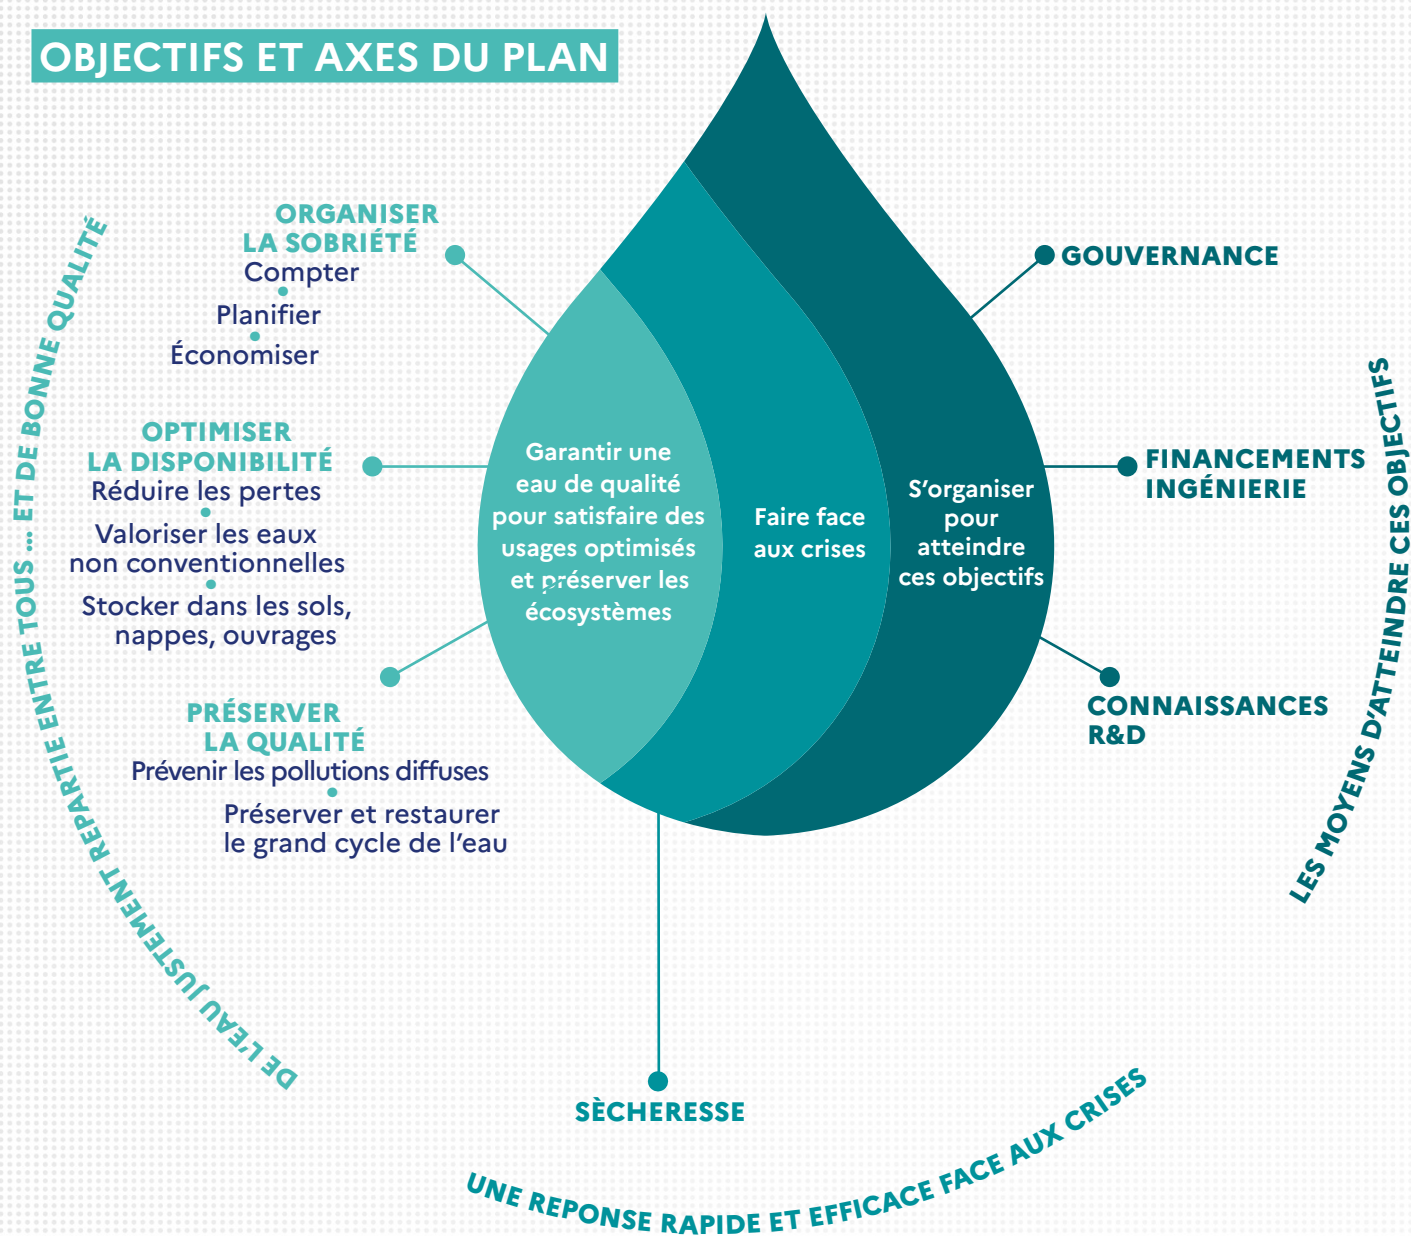 OBJECTIFS ET AXES DU PLAN
ORGANISER
LA SOBRIÉTÉ
Compter
Planifier
Économiser
OPTIMISER
LA DISPONIBILITÉ
Réduire les pertes
Valoriser les eaux
non conventionnelles
Stocker dans les sols,
nappes, ouvrages
PRÉSERVER
LA QUALITÉ
Prévenir les pollutions diffuses
Préserver et restaurer
le grand cycle de l’eau
DE L’EAU JUSTEMENT REPARTIE ENTRE TOUS ... ET DE BONNE QUALITÉ
Garantir une
eau de qualité
pour satisfaire des
usages optimisés
et préserver les
écosystèmes
Faire face
aux crises
S’organiser
pour
atteindre
ces objectifs
GOUVERNANCE
FINANCEMENTS
INGÉNIERIE
CONNAISSANCES
R&D
LES MOYENS D’ATTEINDRE CES OBJECTIFS
SÈCHERESSE
UNE REPONSE RAPIDE ET EFFICACE FACE AUX CRISES